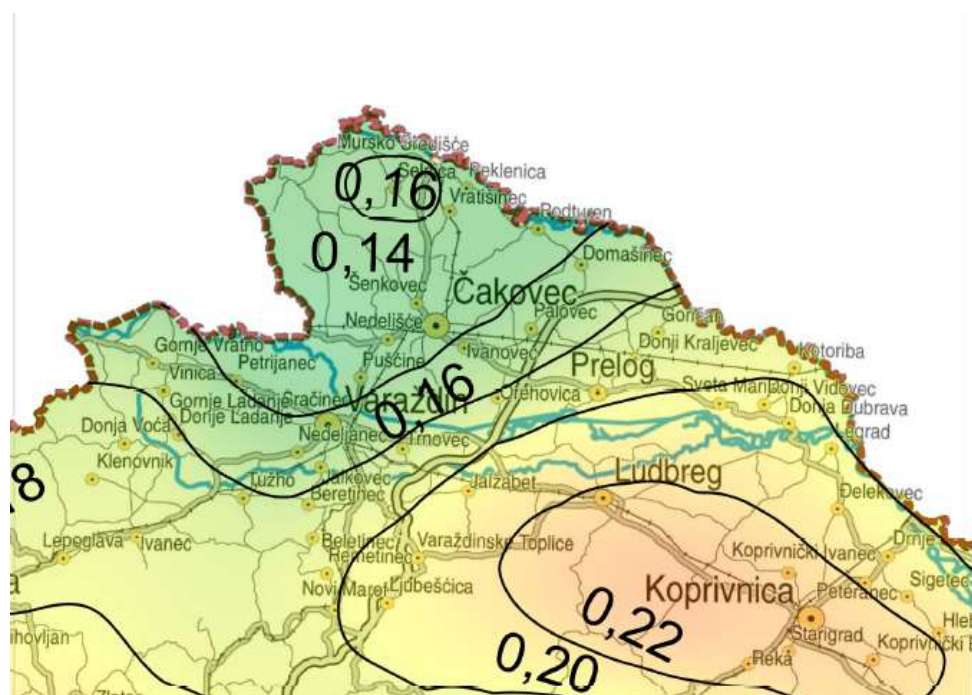 Mursko Središće
Selnica
Peklenica
0,16
Vratišinec
Podturen
0,14
Domašinec
Šenkovec
Čakovec
Goričan
Palovec
Nedelišće
Gornje Vratno
Petrijanec
Puščine
Ivanovec
Donji Kraljevec
Kotoriba
Vinica
Prelog
0,16
Orehovica
Sveta Marija
Donji Vidovec
Gornje Ladanje
Sračinec
Varaždin
Donja Dubrava
Donje Ladanje
Donja Voća
Nedeljanec
Trnovec
Legrad
Klenovnik
Tužno
Jalkovec
Ludbreg
Jalžabet
Beretinec
Đelekovec
Lepoglava
Ivanec
Beletinec
Varaždinske Toplice
Drnje
Remetinec
Koprivnički Ivanec
Ljubešćica
Novi Marof
Koprivnica
Peteranec
Sigetec
0,22
Starigrad
Reka
0,20